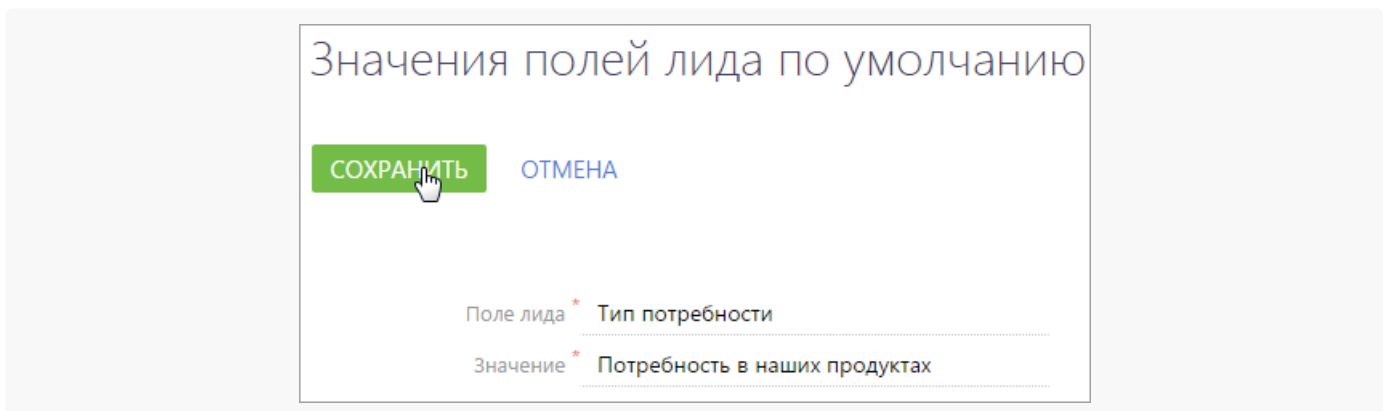 Значения полей лида по умолчанию
СОХРАНИТЬ ОТМЕНА
Поле лида * Тип потребности
Значение * Потребность в наших продуктах